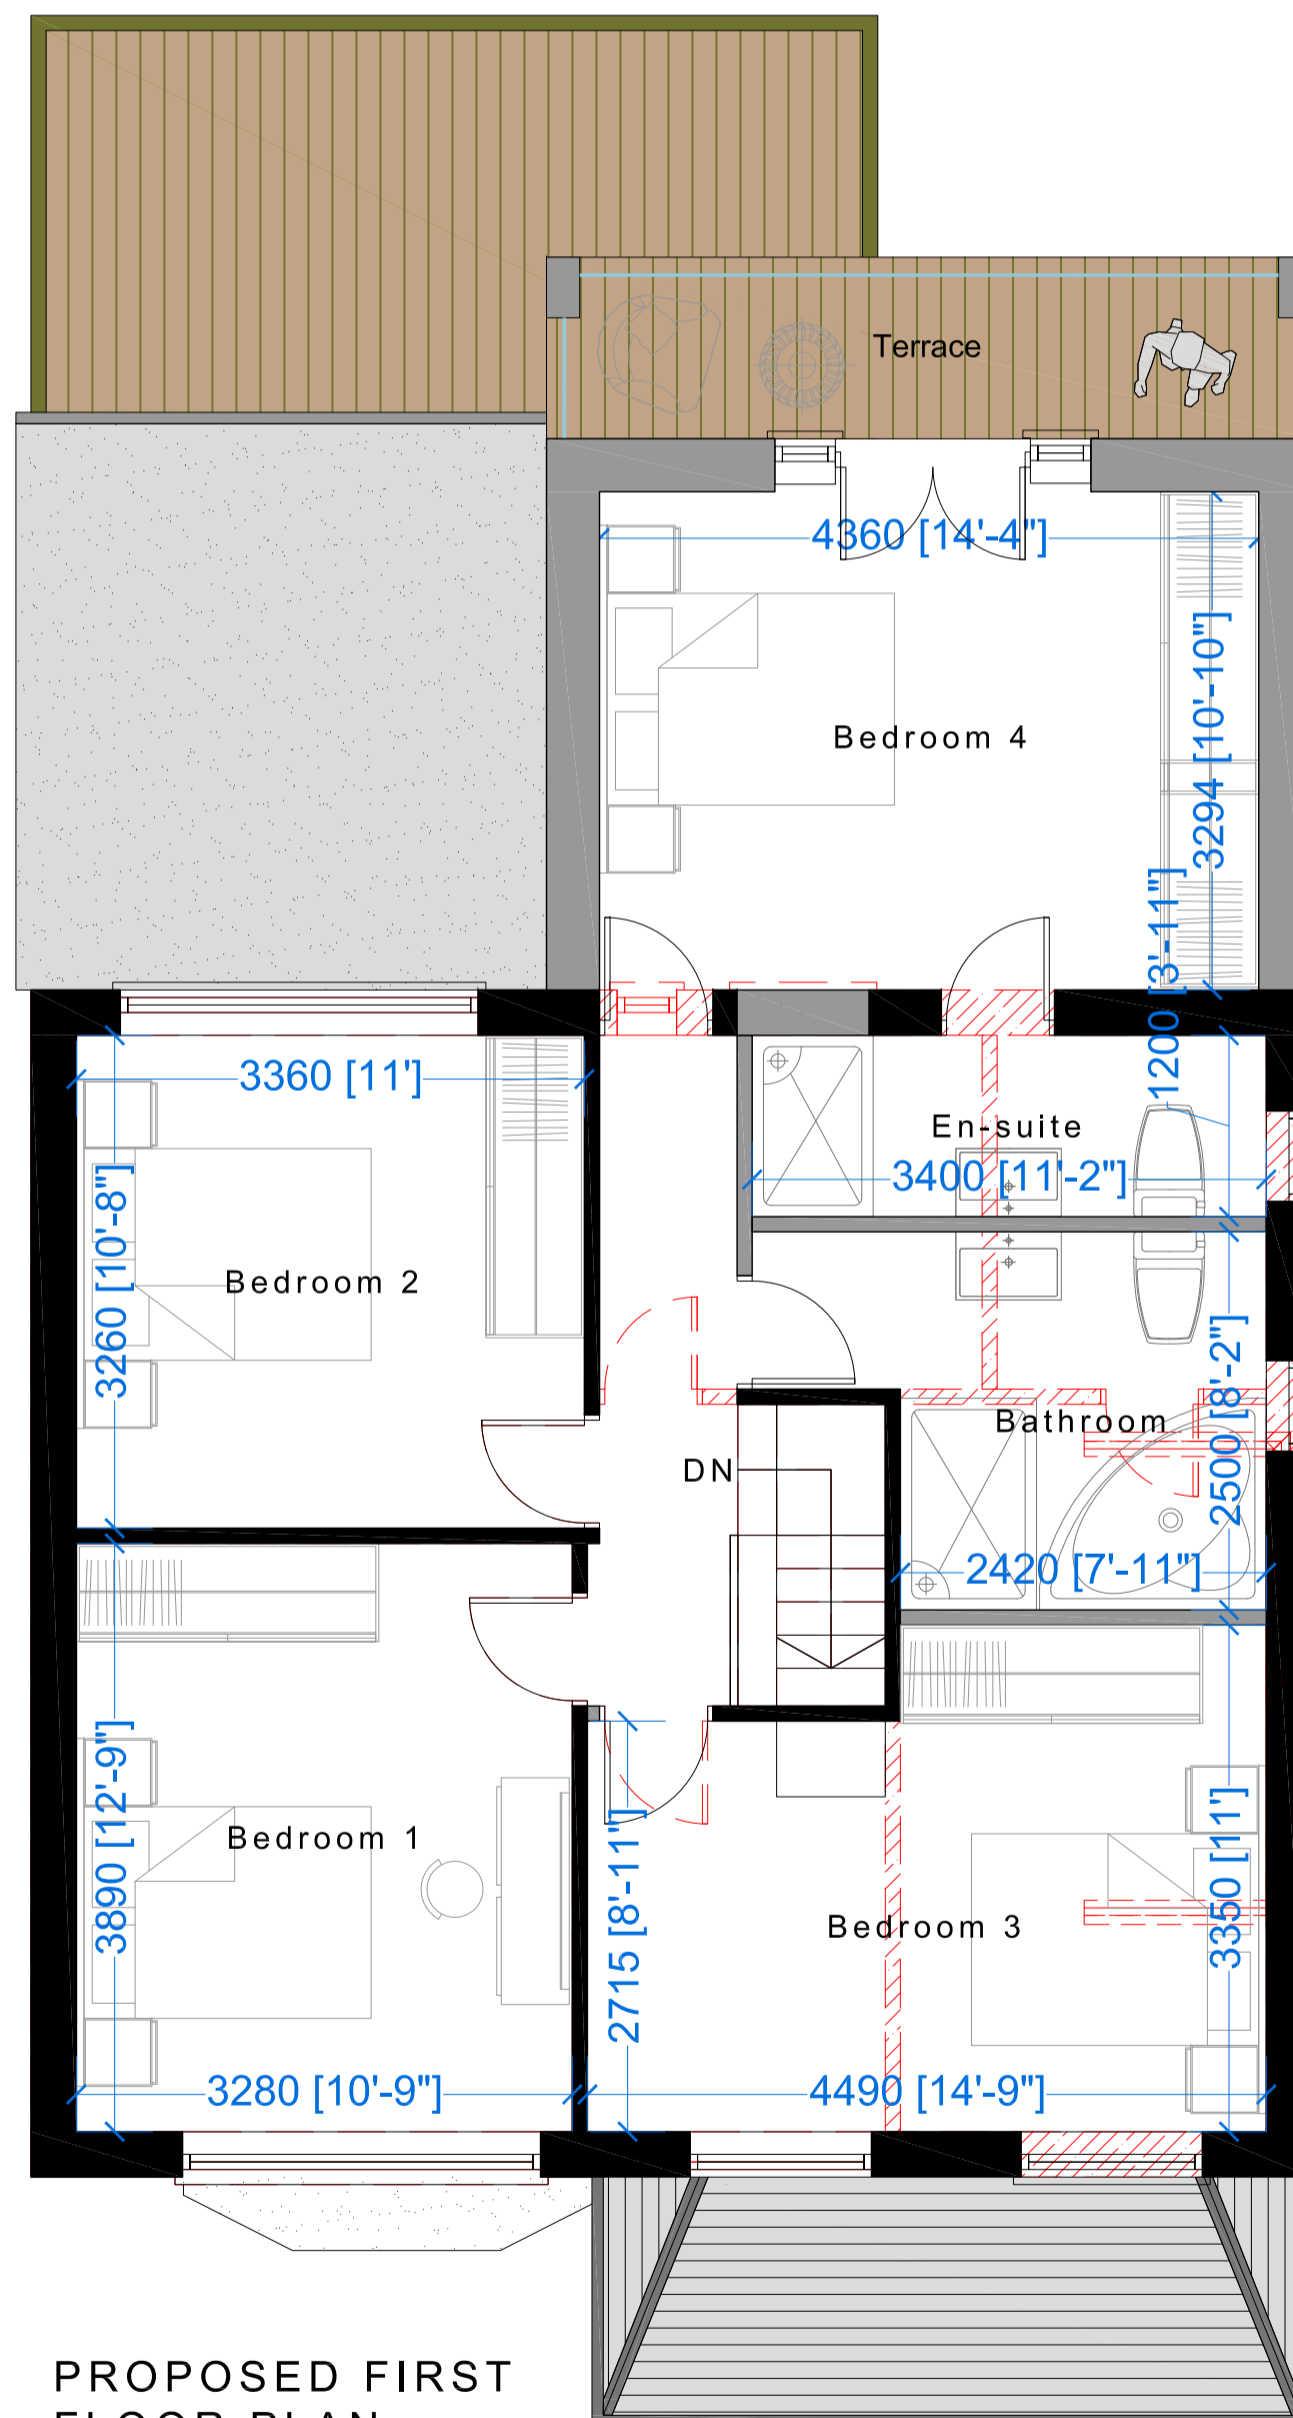 Terrace
4360 [14'-4"]
3294 [10'-10"]
Bedroom 4
1200 [3'-11"]
3360 [11']
En-suite
3400 [11'-2"]
3260 [10'-8"]
Bedroom 2
2500 [8'-2"]
Bathroom
DN
2420 [7'-11"]
3890 [12'-9"]
Bedroom 1
2715 [8'-11"]
Bedroom 3
3350 [11']
3280 [10'-9"]
4490 [14'-9"]
PROPOSED FIRST
FLOOR PLAN